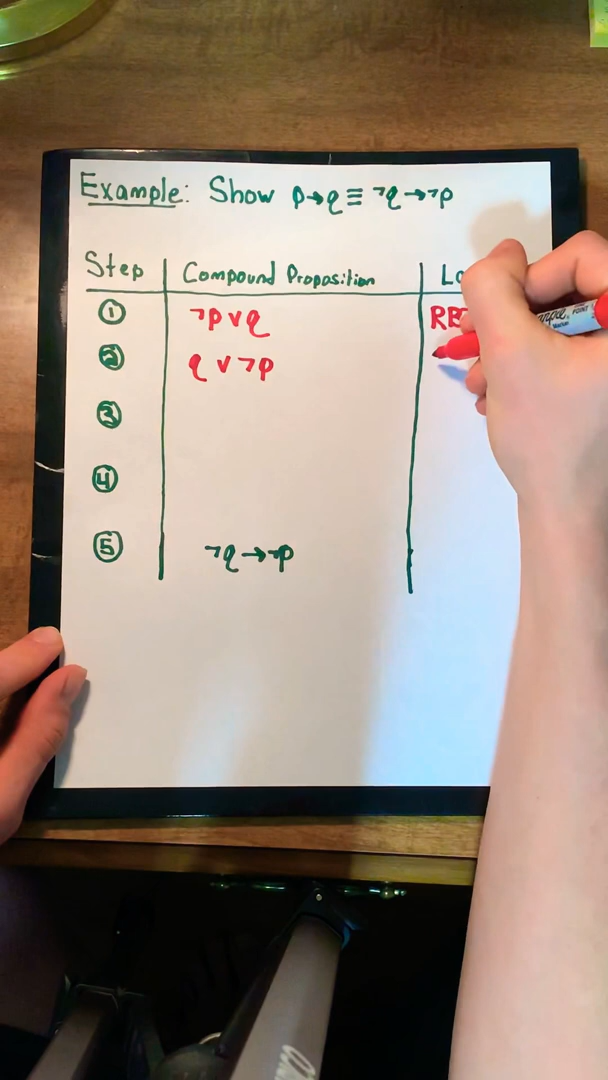 Example: Show p→q ≡ ¬q→¬p
Step Compound Proposition
① ¬p∨q
② q∨¬p
③
④
⑤ ¬q→¬p